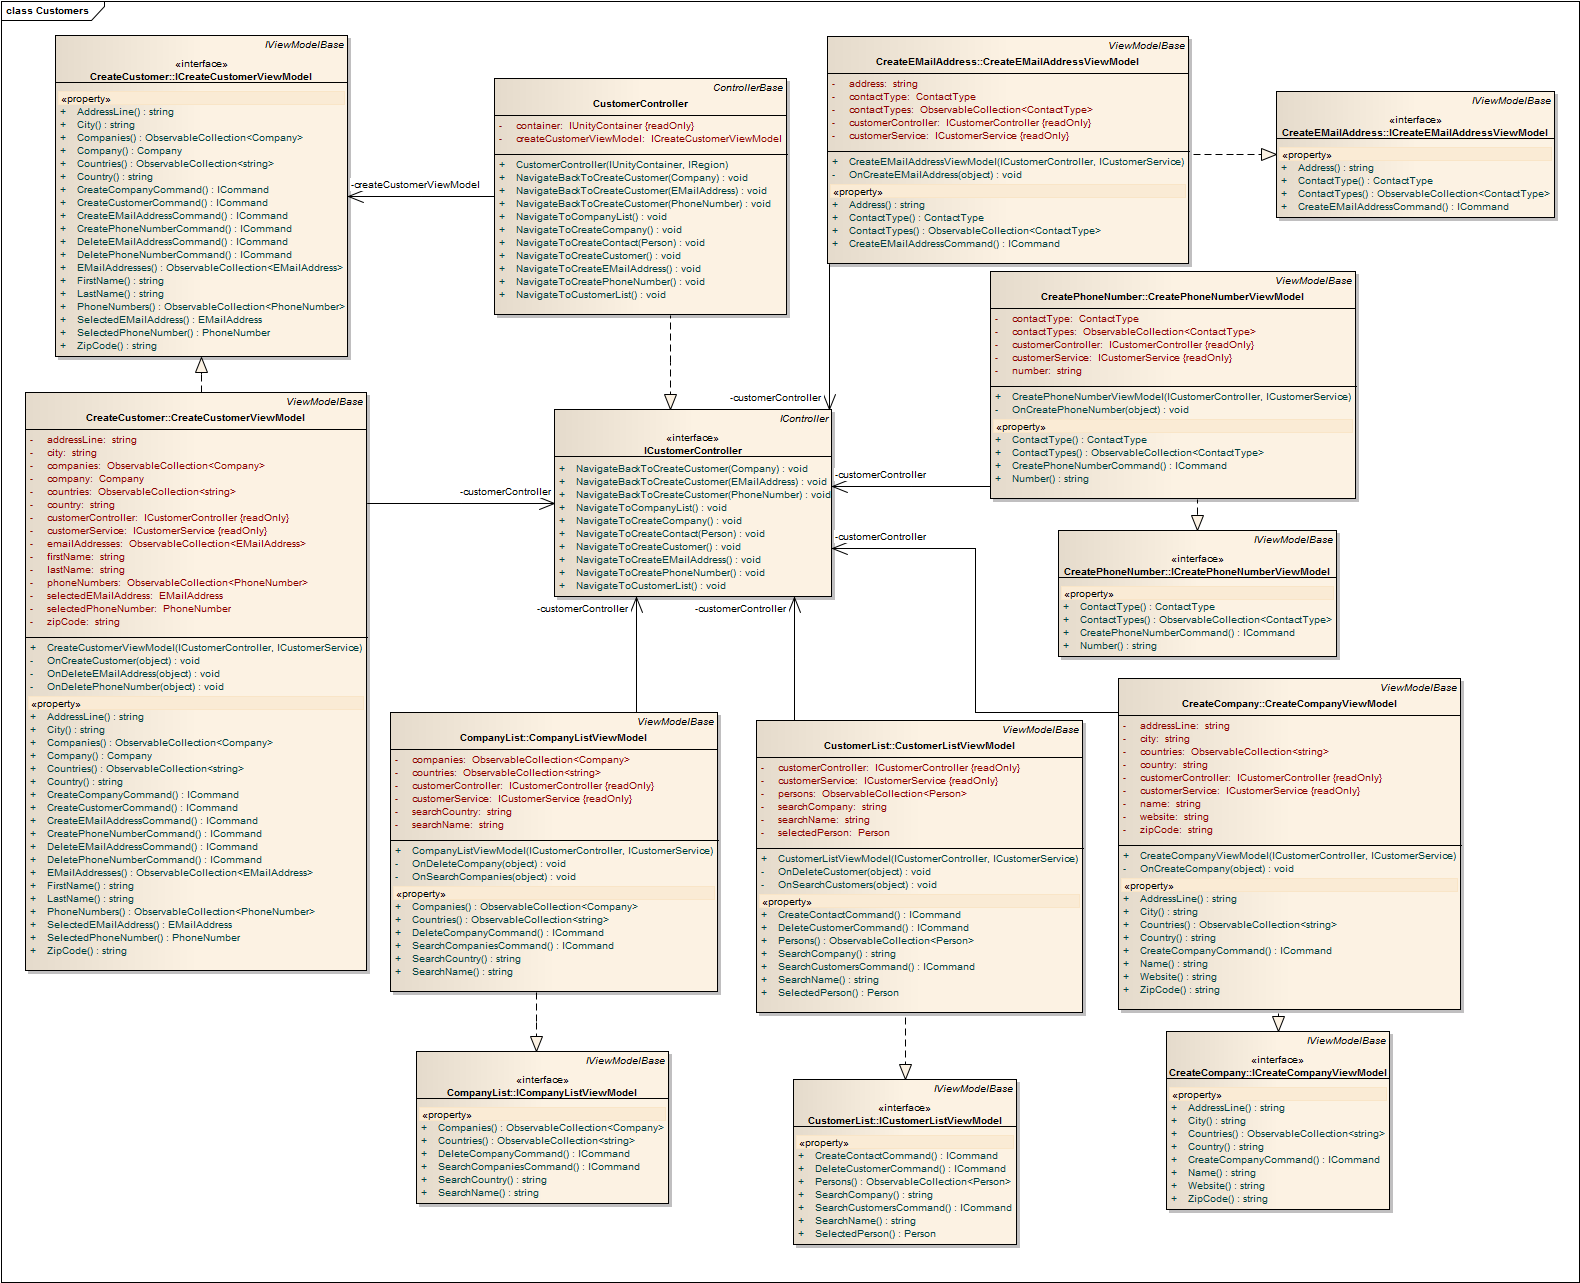 class Customers
IViewModelBase
«interface»
CreateCustomer::ICreateCustomerViewModel
«property»
+ AddressLine() : string
+ City() : string
+ Companies() : ObservableCollection<Company>
+ Company() : Company
+ Countries() : ObservableCollection<string>
+ Country() : string
+ CreateCompanyCommand() : ICommand
+ CreateCustomerCommand() : ICommand
+ CreateEMailAddressCommand() : ICommand
+ CreatePhoneNumberCommand() : ICommand
+ DeleteEMailAddressCommand() : ICommand
+ DeletePhoneNumberCommand() : ICommand
+ EMailAddresses() : ObservableCollection<EMailAddress>
+ FirstName() : string
+ LastName() : string
+ PhoneNumbers() : ObservableCollection<PhoneNumber>
+ SelectedEMailAddress() : EMailAddress
+ SelectedPhoneNumber() : PhoneNumber
+ ZipCode() : string
-createCustomerViewModel
ControllerBase
CustomerController
- container: IUnityContainer {readOnly}
- createCustomerViewModel: ICreateCustomerViewModel
+ CustomerController(IUnityContainer, IRegion)
+ NavigateBackToCreateCustomer(Company) : void
+ NavigateBackToCreateCustomer(EMailAddress) : void
+ NavigateBackToCreateCustomer(PhoneNumber) : void
+ NavigateToCompanyList() : void
+ NavigateToCreateCompany() : void
+ NavigateToCreateContact(Person) : void
+ NavigateToCreateCustomer() : void
+ NavigateToCreateEMailAddress() : void
+ NavigateToCreatePhoneNumber() : void
+ NavigateToCustomerList() : void
ViewModelBase
CreateEMailAddress::CreateEMailAddressViewModel
- address: string
- contactType: ContactType
- contactTypes: ObservableCollection<ContactType>
- customerController: ICustomerController {readOnly}
- customerService: ICustomerService {readOnly}
+ CreateEMailAddressViewModel(ICustomerController, ICustomerService)
- OnCreateEMailAddress(object) : void
«property»
+ Address() : string
+ ContactType() : ContactType
+ ContactTypes() : ObservableCollection<ContactType>
+ CreateEMailAddressCommand() : ICommand
IViewModelBase
«interface»
CreateEMailAddress::ICreateEMailAddressViewModel
«property»
+ Address() : string
+ ContactType() : ContactType
+ ContactTypes() : ObservableCollection<ContactType>
+ CreateEMailAddressCommand() : ICommand
ViewModelBase
CreatePhoneNumber::CreatePhoneNumberViewModel
- contactType: ContactType
- contactTypes: ObservableCollection<ContactType>
- customerController: ICustomerController {readOnly}
- customerService: ICustomerService {readOnly}
- number: string
+ CreatePhoneNumberViewModel(ICustomerController, ICustomerService)
- OnCreatePhoneNumber(object) : void
«property»
+ ContactType() : ContactType
+ ContactTypes() : ObservableCollection<ContactType>
+ CreatePhoneNumberCommand() : ICommand
+ Number() : string
ViewModelBase
CreateCustomer::CreateCustomerViewModel
- addressLine: string
- city: string
- companies: ObservableCollection<Company>
- company: Company
- countries: ObservableCollection<string>
- country: string
- customerController: ICustomerController {readOnly}
- customerService: ICustomerService {readOnly}
- emailAddresses: ObservableCollection<EMailAddress>
- firstName: string
- lastName: string
- phoneNumbers: ObservableCollection<PhoneNumber>
- selectedEMailAddress: EMailAddress
- selectedPhoneNumber: PhoneNumber
- zipCode: string
+ CreateCustomerViewModel(ICustomerController, ICustomerService)
- OnCreateCustomer(object) : void
- OnDeleteEMailAddress(object) : void
- OnDeletePhoneNumber(object) : void
«property»
+ AddressLine() : string
+ City() : string
+ Companies() : ObservableCollection<Company>
+ Company() : Company
+ Countries() : ObservableCollection<string>
+ Country() : string
+ CreateCompanyCommand() : ICommand
+ CreateCustomerCommand() : ICommand
+ CreateEMailAddressCommand() : ICommand
+ CreatePhoneNumberCommand() : ICommand
+ DeleteEMailAddressCommand() : ICommand
+ DeletePhoneNumberCommand() : ICommand
+ EMailAddresses() : ObservableCollection<EMailAddress>
+ FirstName() : string
+ LastName() : string
+ PhoneNumbers() : ObservableCollection<PhoneNumber>
+ SelectedEMailAddress() : EMailAddress
+ SelectedPhoneNumber() : PhoneNumber
+ ZipCode() : string
-customerController
-customerController
IController
«interface»
ICustomerController
+ NavigateBackToCreateCustomer(Company) : void
+ NavigateBackToCreateCustomer(EMailAddress) : void
+ NavigateBackToCreateCustomer(PhoneNumber) : void
+ NavigateToCompanyList() : void
+ NavigateToCreateCompany() : void
+ NavigateToCreateContact(Person) : void
+ NavigateToCreateCustomer() : void
+ NavigateToCreateEMailAddress() : void
+ NavigateToCreatePhoneNumber() : void
+ NavigateToCustomerList() : void
-customerController
-customerController
-customerController
-customerController
IViewModelBase
«interface»
CreatePhoneNumber::ICreatePhoneNumberViewModel
«property»
+ ContactType() : ContactType
+ ContactTypes() : ObservableCollection<ContactType>
+ CreatePhoneNumberCommand() : ICommand
+ Number() : string
ViewModelBase
CompanyList::CompanyListViewModel
- companies: ObservableCollection<Company>
- countries: ObservableCollection<string>
- customerController: ICustomerController {readOnly}
- customerService: ICustomerService {readOnly}
- searchCountry: string
- searchName: string
+ CompanyListViewModel(ICustomerController, ICustomerService)
- OnDeleteCompany(object) : void
- OnSearchCompanies(object) : void
«property»
+ Companies() : ObservableCollection<Company>
+ Countries() : ObservableCollection<string>
+ DeleteCompanyCommand() : ICommand
+ SearchCompaniesCommand() : ICommand
+ SearchCountry() : string
+ SearchName() : string
ViewModelBase
CustomerList::CustomerListViewModel
- customerController: ICustomerController {readOnly}
- customerService: ICustomerService {readOnly}
- persons: ObservableCollection<Person>
- searchCompany: string
- searchName: string
- selectedPerson: Person
+ CustomerListViewModel(ICustomerController, ICustomerService)
- OnDeleteCustomer(object) : void
- OnSearchCustomers(object) : void
«property»
+ CreateContactCommand() : ICommand
+ DeleteCustomerCommand() : ICommand
+ Persons() : ObservableCollection<Person>
+ SearchCompany() : string
+ SearchCustomersCommand() : ICommand
+ SearchName() : string
+ SelectedPerson() : Person
ViewModelBase
CreateCompany::CreateCompanyViewModel
- addressLine: string
- city: string
- countries: ObservableCollection<string>
- country: string
- customerController: ICustomerController {readOnly}
- customerService: ICustomerService {readOnly}
- name: string
- website: string
- zipCode: string
+ CreateCompanyViewModel(ICustomerController, ICustomerService)
- OnCreateCompany(object) : void
«property»
+ AddressLine() : string
+ City() : string
+ Countries() : ObservableCollection<string>
+ Country() : string
+ CreateCompanyCommand() : ICommand
+ Name() : string
+ Website() : string
+ ZipCode() : string
IViewModelBase
«interface»
CompanyList::ICompanyListViewModel
«property»
+ Companies() : ObservableCollection<Company>
+ Countries() : ObservableCollection<string>
+ DeleteCompanyCommand() : ICommand
+ SearchCompaniesCommand() : ICommand
+ SearchCountry() : string
+ SearchName() : string
IViewModelBase
«interface»
CustomerList::ICustomerListViewModel
«property»
+ CreateContactCommand() : ICommand
+ DeleteCustomerCommand() : ICommand
+ Persons() : ObservableCollection<Person>
+ SearchCompany() : string
+ SearchCustomersCommand() : ICommand
+ SearchName() : string
+ SelectedPerson() : Person
IViewModelBase
«interface»
CreateCompany::ICreateCompanyViewModel
«property»
+ AddressLine() : string
+ City() : string
+ Countries() : ObservableCollection<string>
+ Country() : string
+ CreateCompanyCommand() : ICommand
+ Name() : string
+ Website() : string
+ ZipCode() : string